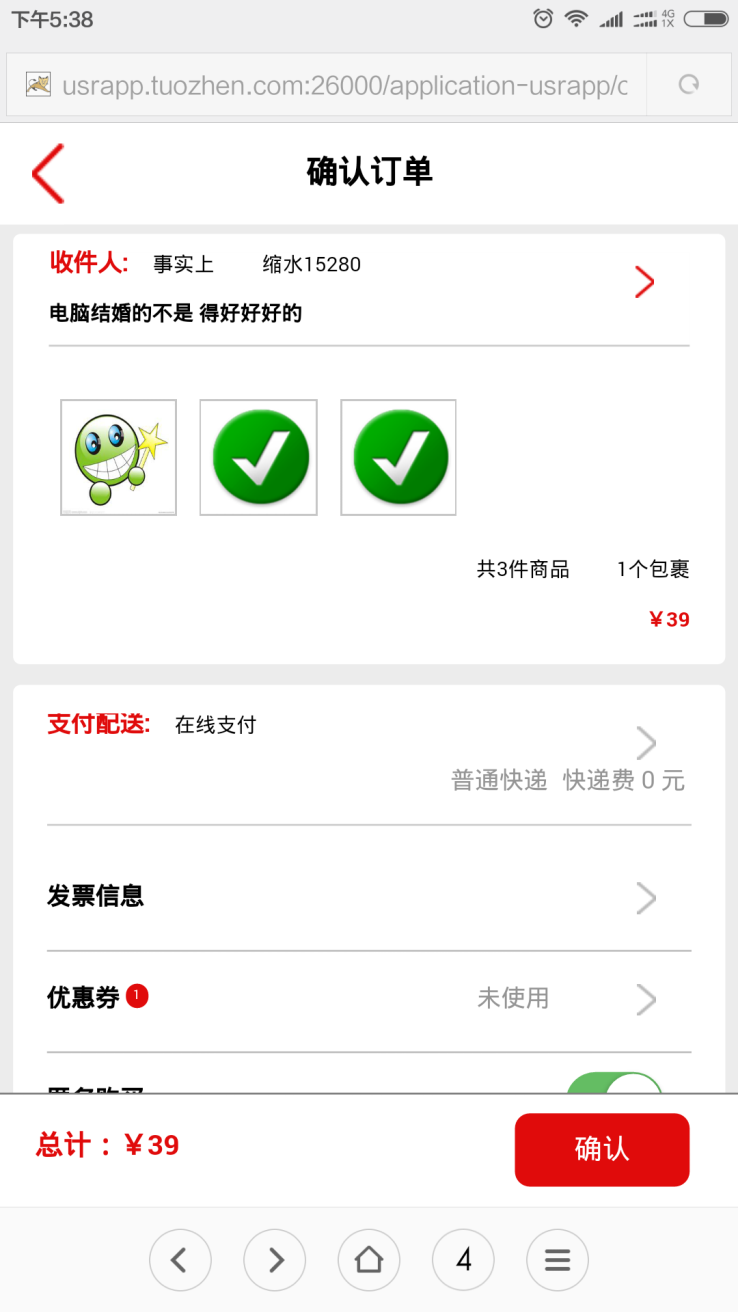 下午5:38
4G
1X
usrapp.tuozhen.com:26000/application-usrapp/c
确认订单
收件人: 事实上 缩水15280
电脑结婚的不是 得好好好的
共3件商品 1个包裹
¥39
支付配送: 在线支付
普通快递 快递费 0 元
发票信息
优惠券 1 未使用
匿名购买
总计：¥39 确认
4